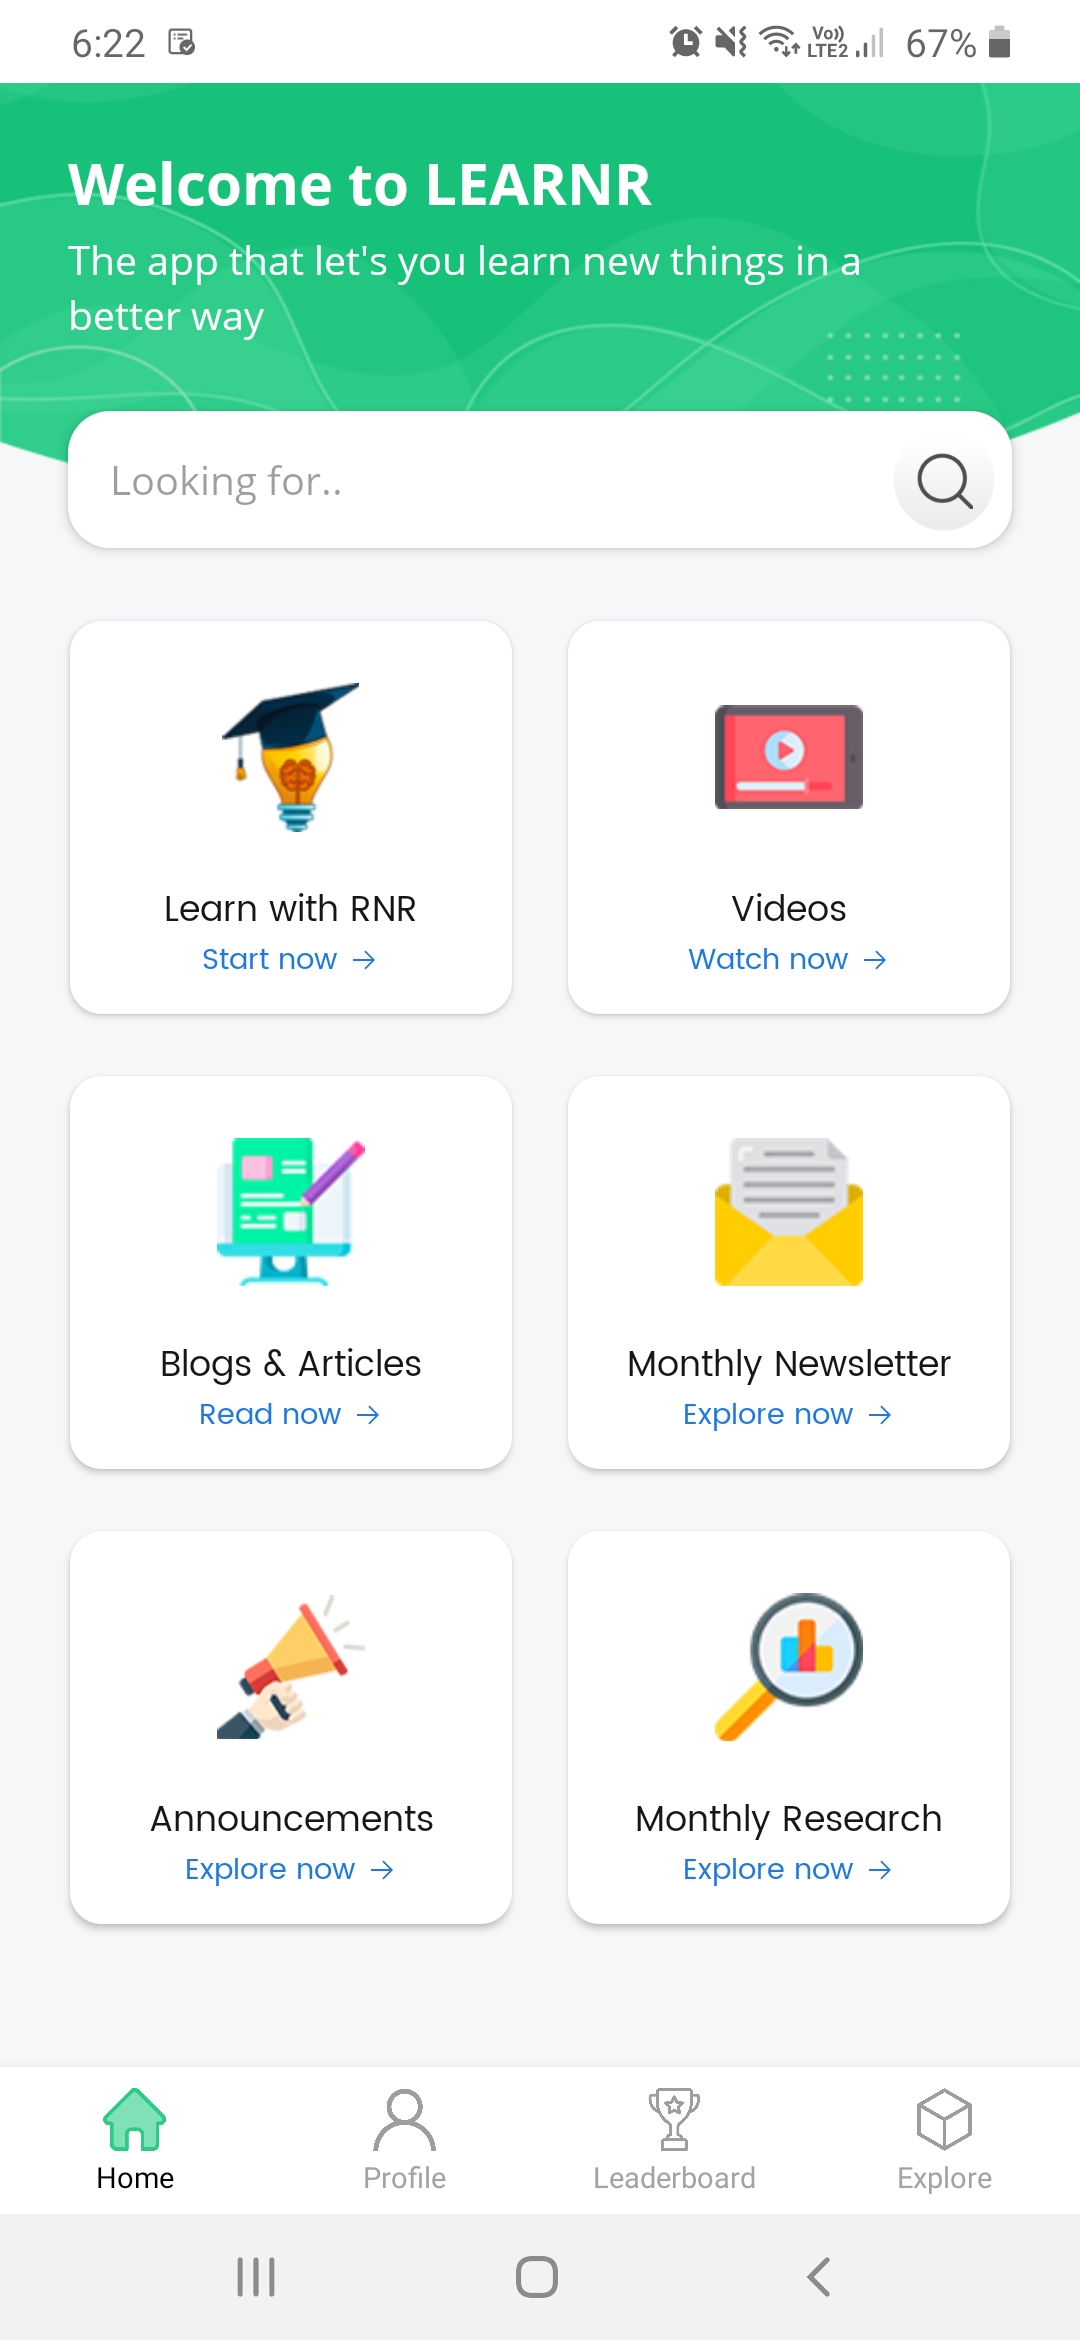 6:22
Vo))
LTE2
67%
Welcome to LEARNR
The app that let's you learn new things in a
better way
Looking for..
Learn with RNR
Start now →
Videos
Watch now →
Blogs & Articles
Read now →
Monthly Newsletter
Explore now →
Announcements
Explore now →
Monthly Research
Explore now →
Home
Profile
Leaderboard
Explore